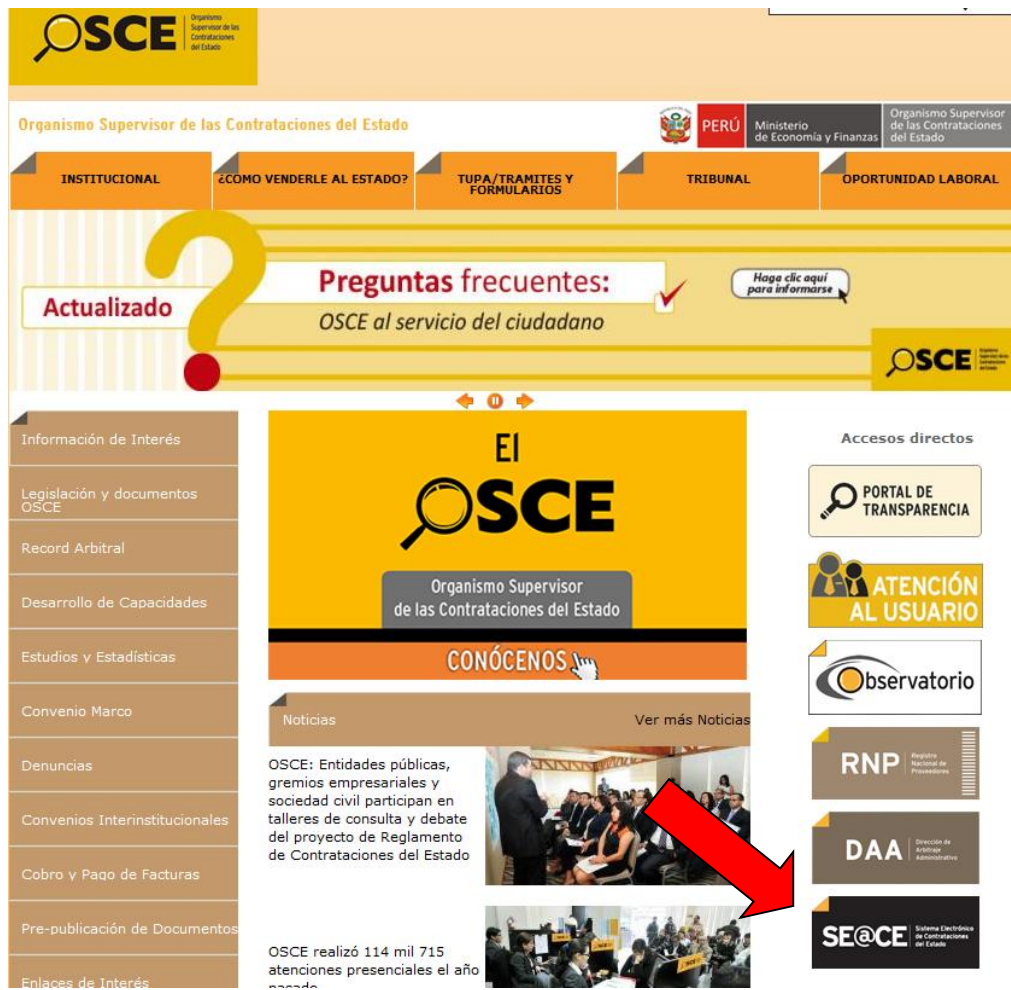 OSCE
Organismo
Supervisor de las
Contrataciones
del Estado
Organismo Supervisor de las Contrataciones del Estado
PERÚ
Ministerio
de Economía y Finanzas
Organismo Supervisor
de las Contrataciones
del Estado
INSTITUCIONAL
¿COMO VENDERLE AL ESTADO?
TUPA/TRAMITES Y
FORMULARIOS
TRIBUNAL
OPORTUNIDAD LABORAL
Actualizado
Preguntas frecuentes:
OSCE al servicio del ciudadano
Haga clic aquí
para informarse
OSCE
Información de Interés
Legislación y documentos
OSCE
Record Arbitral
Desarrollo de Capacidades
Estudios y Estadísticas
Convenio Marco
Denuncias
Convenios Interinstitucionales
Cobro y Pago de Facturas
Pre-publicación de Documentos
Enlaces de Interés
El
OSCE
Organismo Supervisor
de las Contrataciones del Estado
CONÓCENOS
Noticias
Ver más Noticias
OSCE: Entidades públicas,
gremios empresariales y
sociedad civil participan en
talleres de consulta y debate
del proyecto de Reglamento
de Contrataciones del Estado
OSCE realizó 114 mil 715
atenciones presenciales el año
pasado
Accesos directos
PORTAL DE
TRANSPARENCIA
ATENCIÓN
AL USUARIO
Observatorio
RNP
Registro
Nacional de
Proveedores
DAA
Dirección de
Arbitraje
Administrativo
SE@CE
Sistema Electrónico
de Contrataciones
del Estado